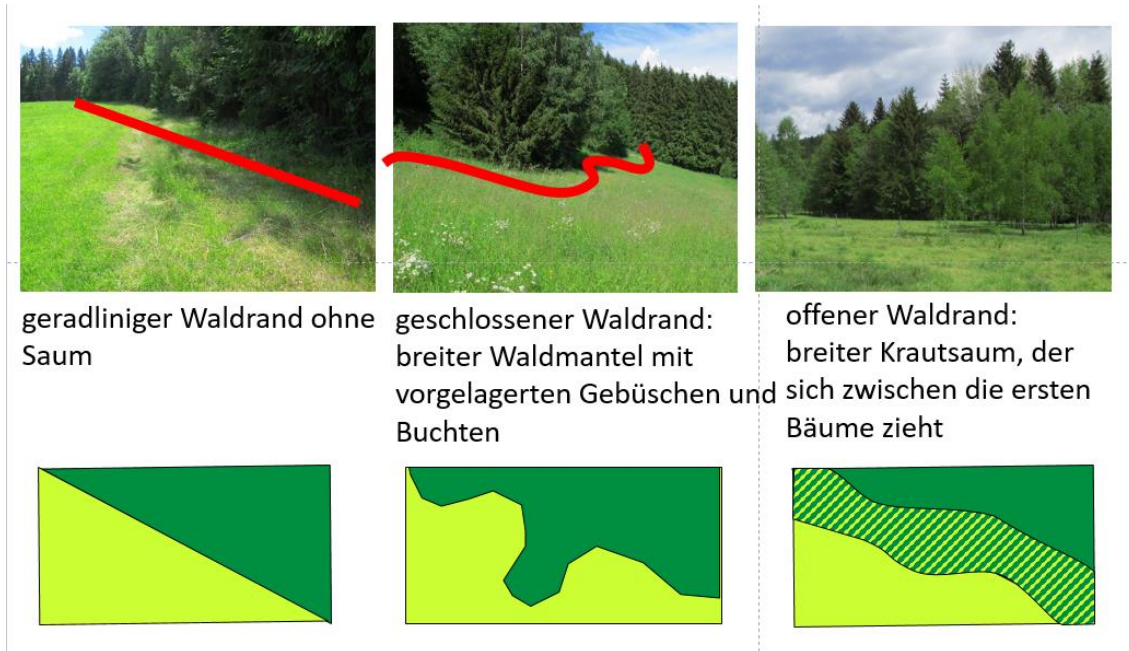 geradliniger Waldrand ohne
Saum
geschlossener Waldrand:
breiter Waldmantel mit
vorgelagerten Gebüschen und
Buchten
offener Waldrand:
breiter Krautsaum, der
sich zwischen die ersten
Bäume zieht